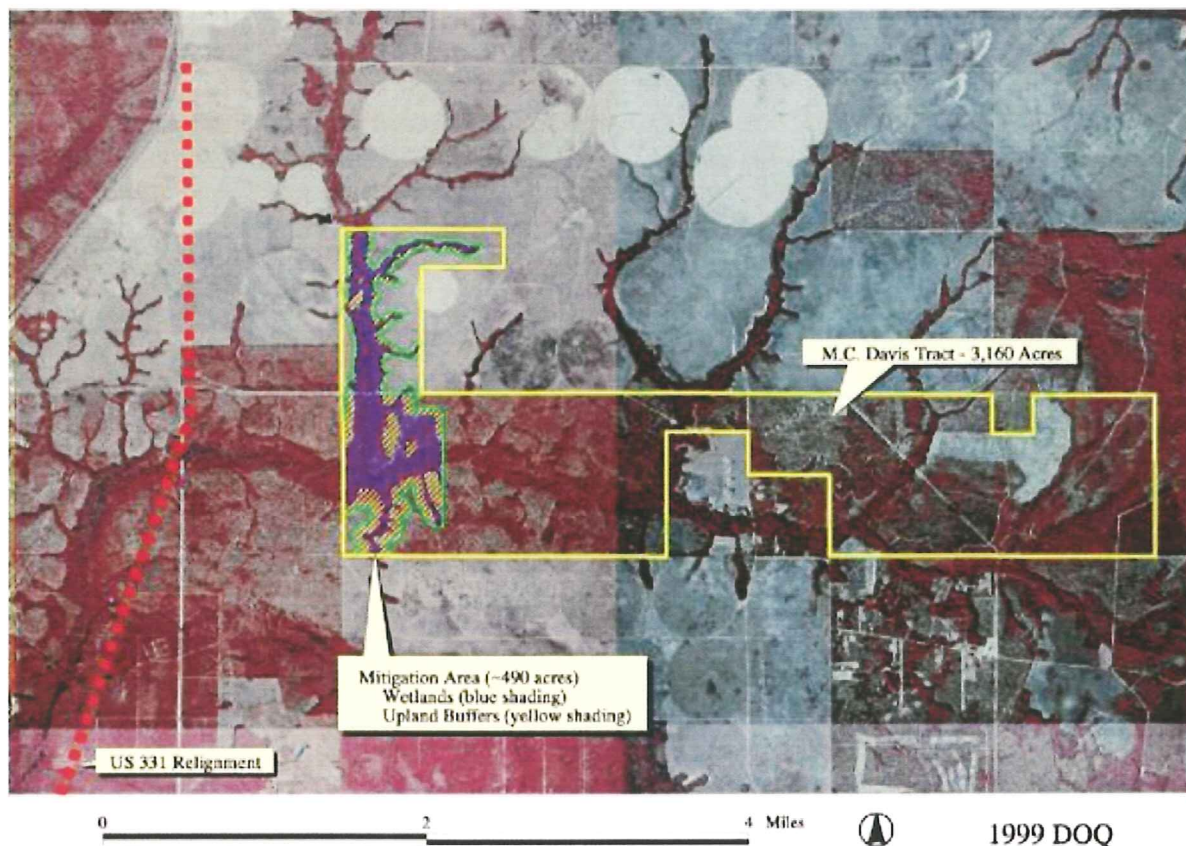 M.C. Davis Tract - 3,160 Acres
Mitigation Area (~490 acres)
Wetlands (blue shading)
Upland Buffers (yellow shading)
US 331 Relignment
0 2 4 Miles
1999 DOQ